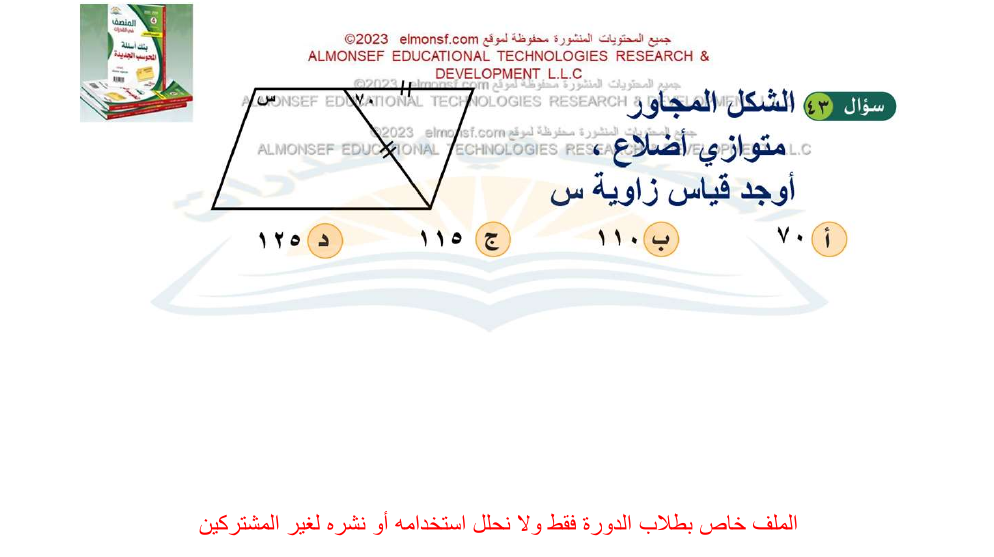 المنصف
في القدرات
بنك أسئلة
المحوسب الجديدة
جميع المحتويات المنشورة محفوظة لموقع elmonsf.com ©2023
ALMONSEF EDUCATIONAL TECHNOLOGIES RESEARCH &
DEVELOPMENT L.L.C
جميع المحتويات المنشورة محفوظة لموقع elmonsf.com ©2023
ALMONSEF EDUCATIONAL TECHNOLOGIES RESEARCH & DEVELOPMENT L.L.C
جميع المحتويات المنشورة محفوظة لموقع elmonsf.com ©2023
ALMONSEF EDUCATIONAL TECHNOLOGIES RESEARCH & DEVELOPMENT L.L.C
سؤال ٤٣
الشكل المجاور
متوازي أضلاع ،
أوجد قياس زاوية س
س
٧٠
أ ٧٠
ب ١١٠
ج ١١٥
د ١٢٥
الملف خاص بطلاب الدورة فقط ولا نحلل استخدامه أو نشره لغير المشتركين